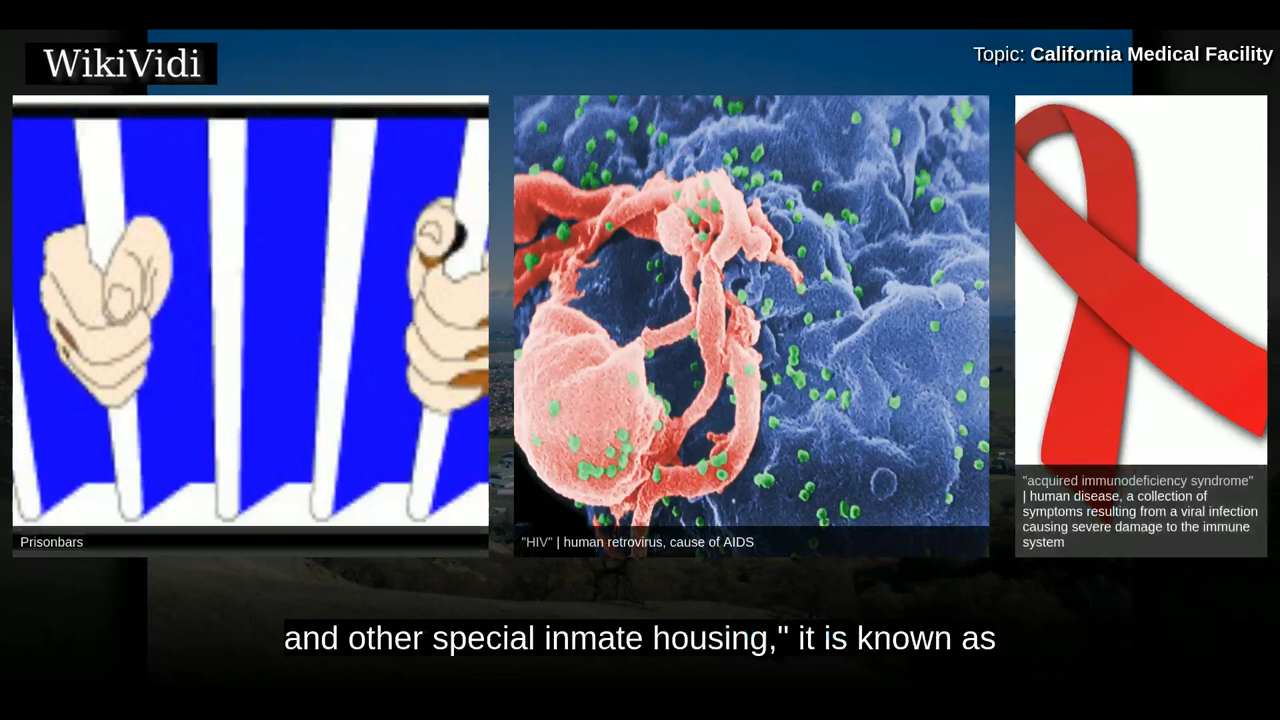 WikiVidi
Topic: California Medical Facility
Prisonbars
"HIV" | human retrovirus, cause of AIDS
"acquired immunodeficiency syndrome"
| human disease, a collection of
symptoms resulting from a viral infection
causing severe damage to the immune
system
and other special inmate housing," it is known as